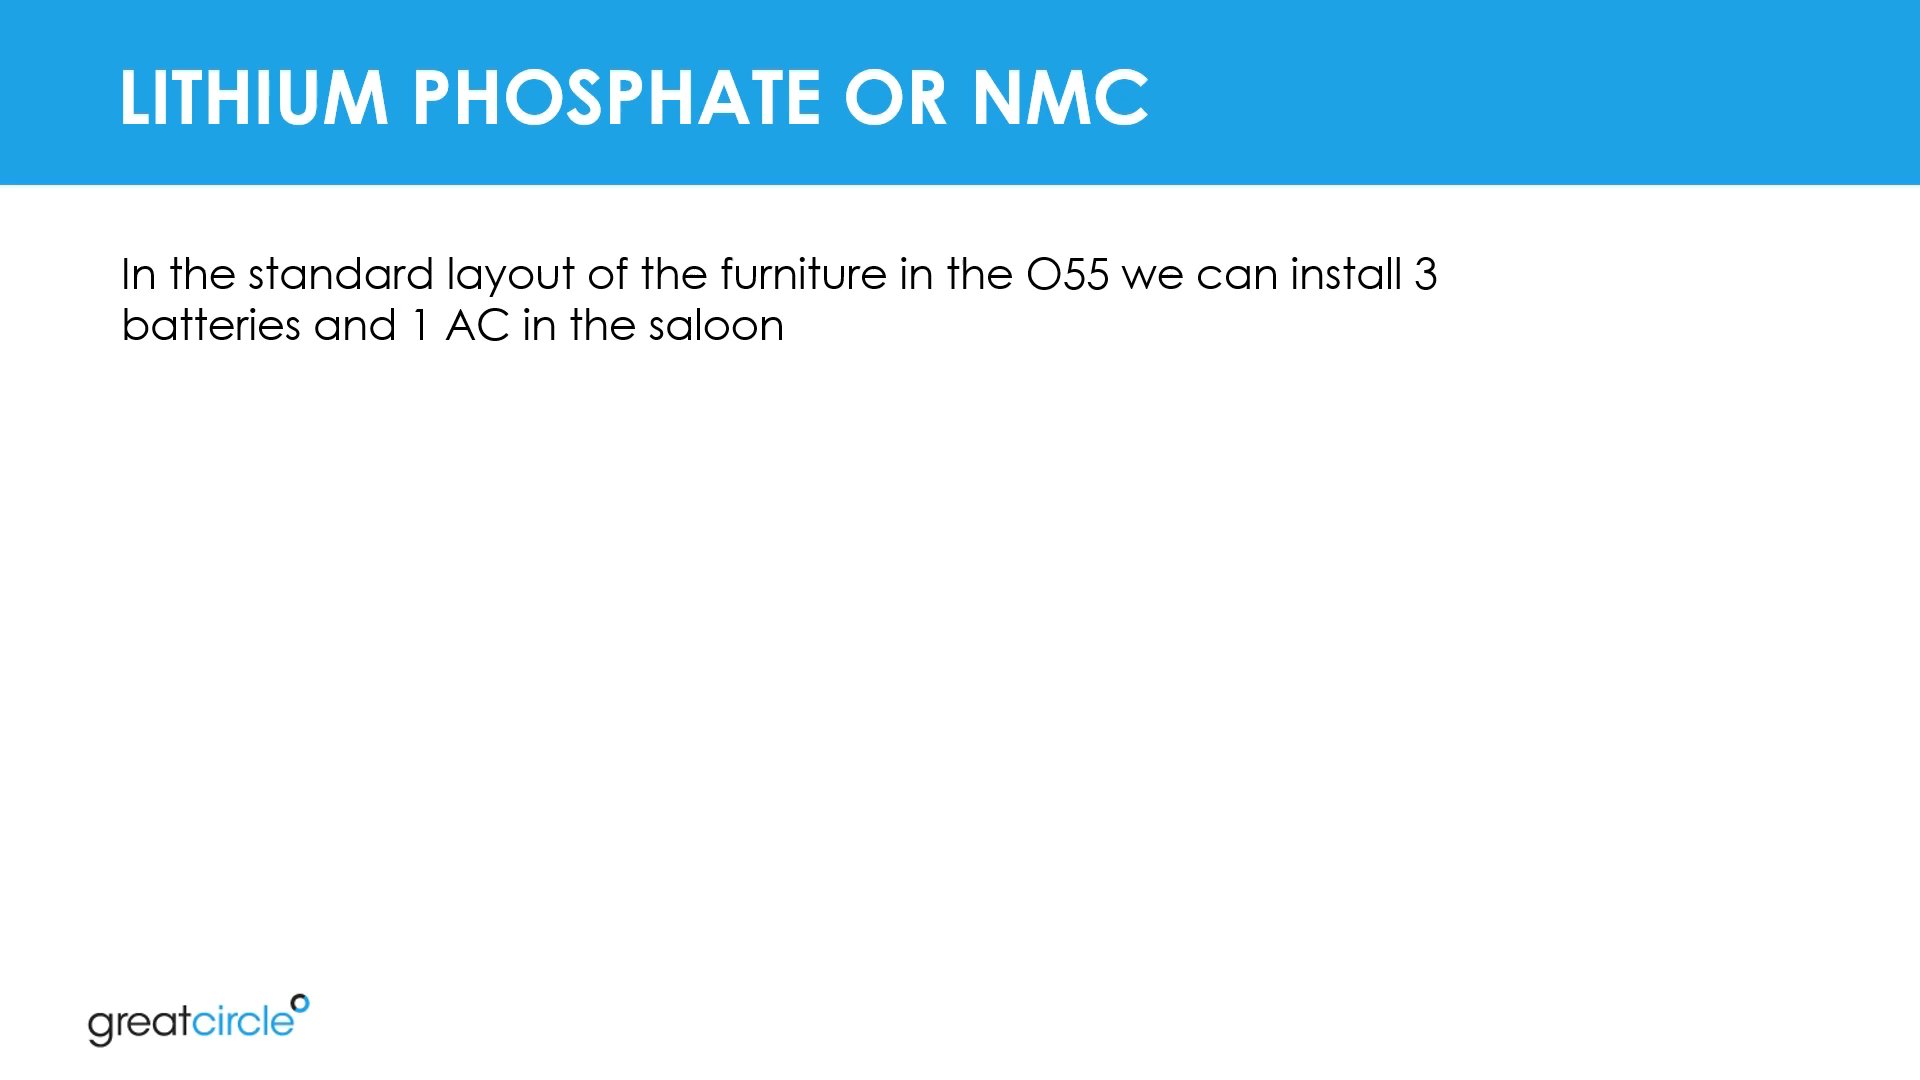 LITHIUM PHOSPHATE OR NMC
In the standard layout of the furniture in the O55 we can install 3
batteries and 1 AC in the saloon
greatcircle